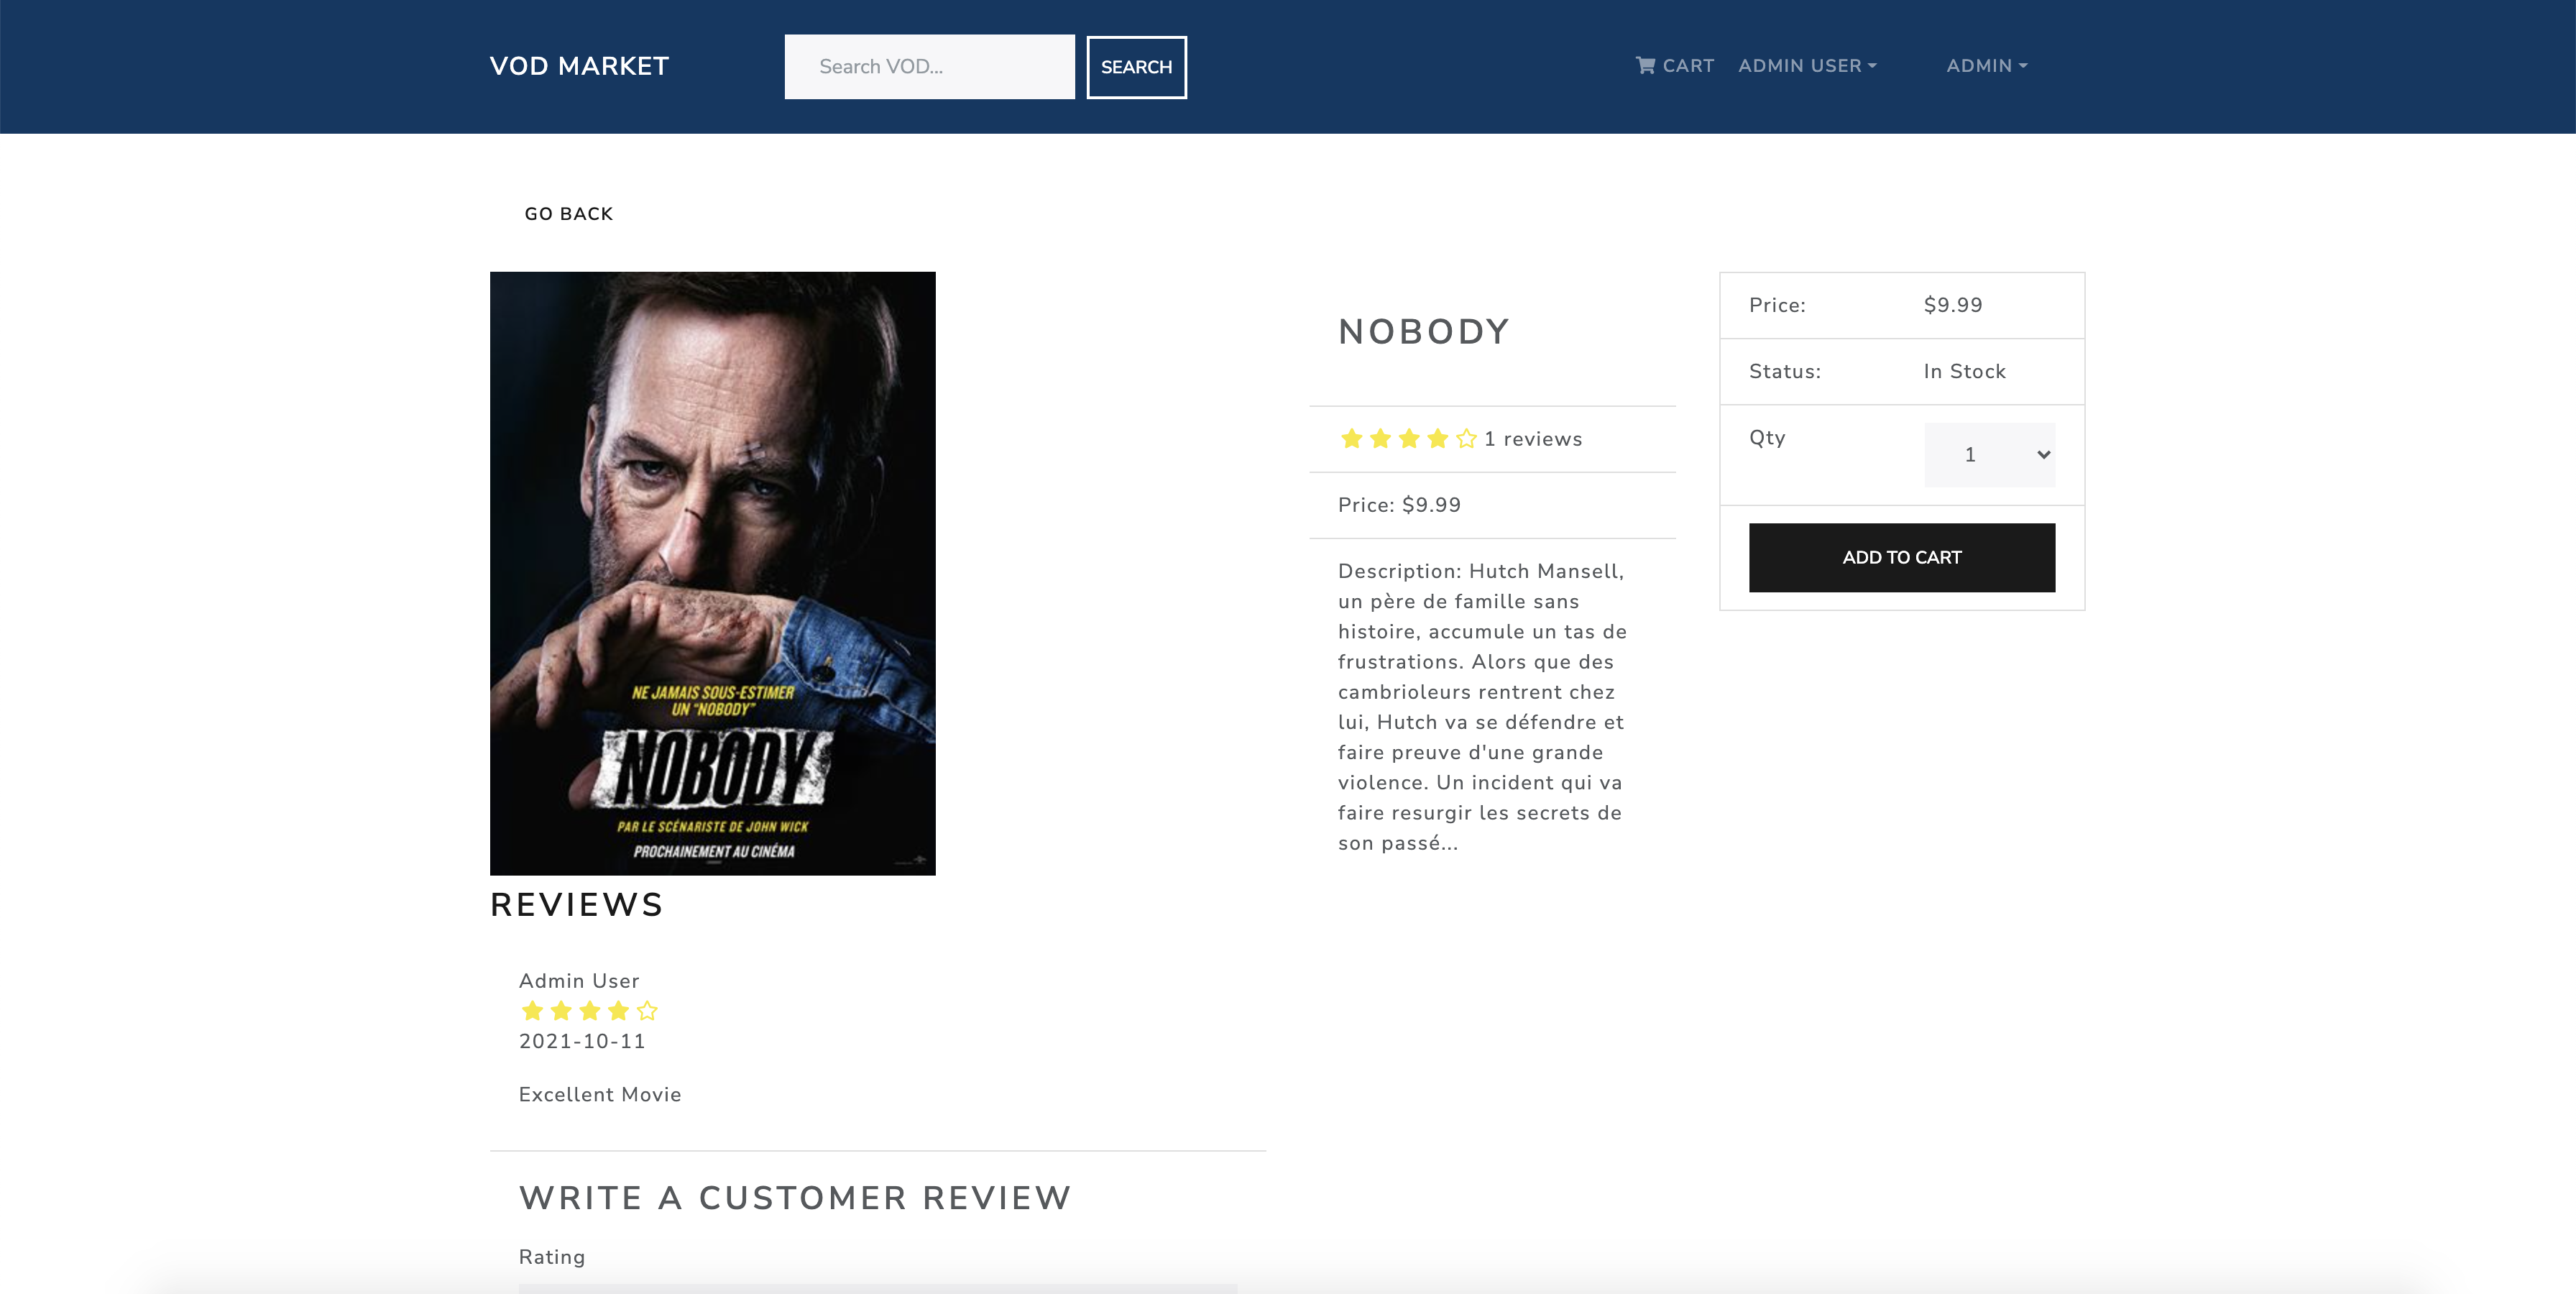 VOD MARKET
Search VOD...
SEARCH
CART
ADMIN USER
ADMIN
GO BACK
NE JAMAIS SOUS-ESTIMER
UN "NOBODY"
NOBODY
PAR LE SCÉNARISTE DE JOHN WICK
PROCHAINEMENT AU CINÉMA
NOBODY
1 reviews
Price: $9.99
Description: Hutch Mansell,
un père de famille sans
histoire, accumule un tas de
frustrations. Alors que des
cambrioleurs rentrent chez
lui, Hutch va se défendre et
faire preuve d'une grande
violence. Un incident qui va
faire resurgir les secrets de
son passé...
Price: $9.99
Status: In Stock
Qty 1
ADD TO CART
REVIEWS
Admin User
2021-10-11
Excellent Movie
WRITE A CUSTOMER REVIEW
Rating